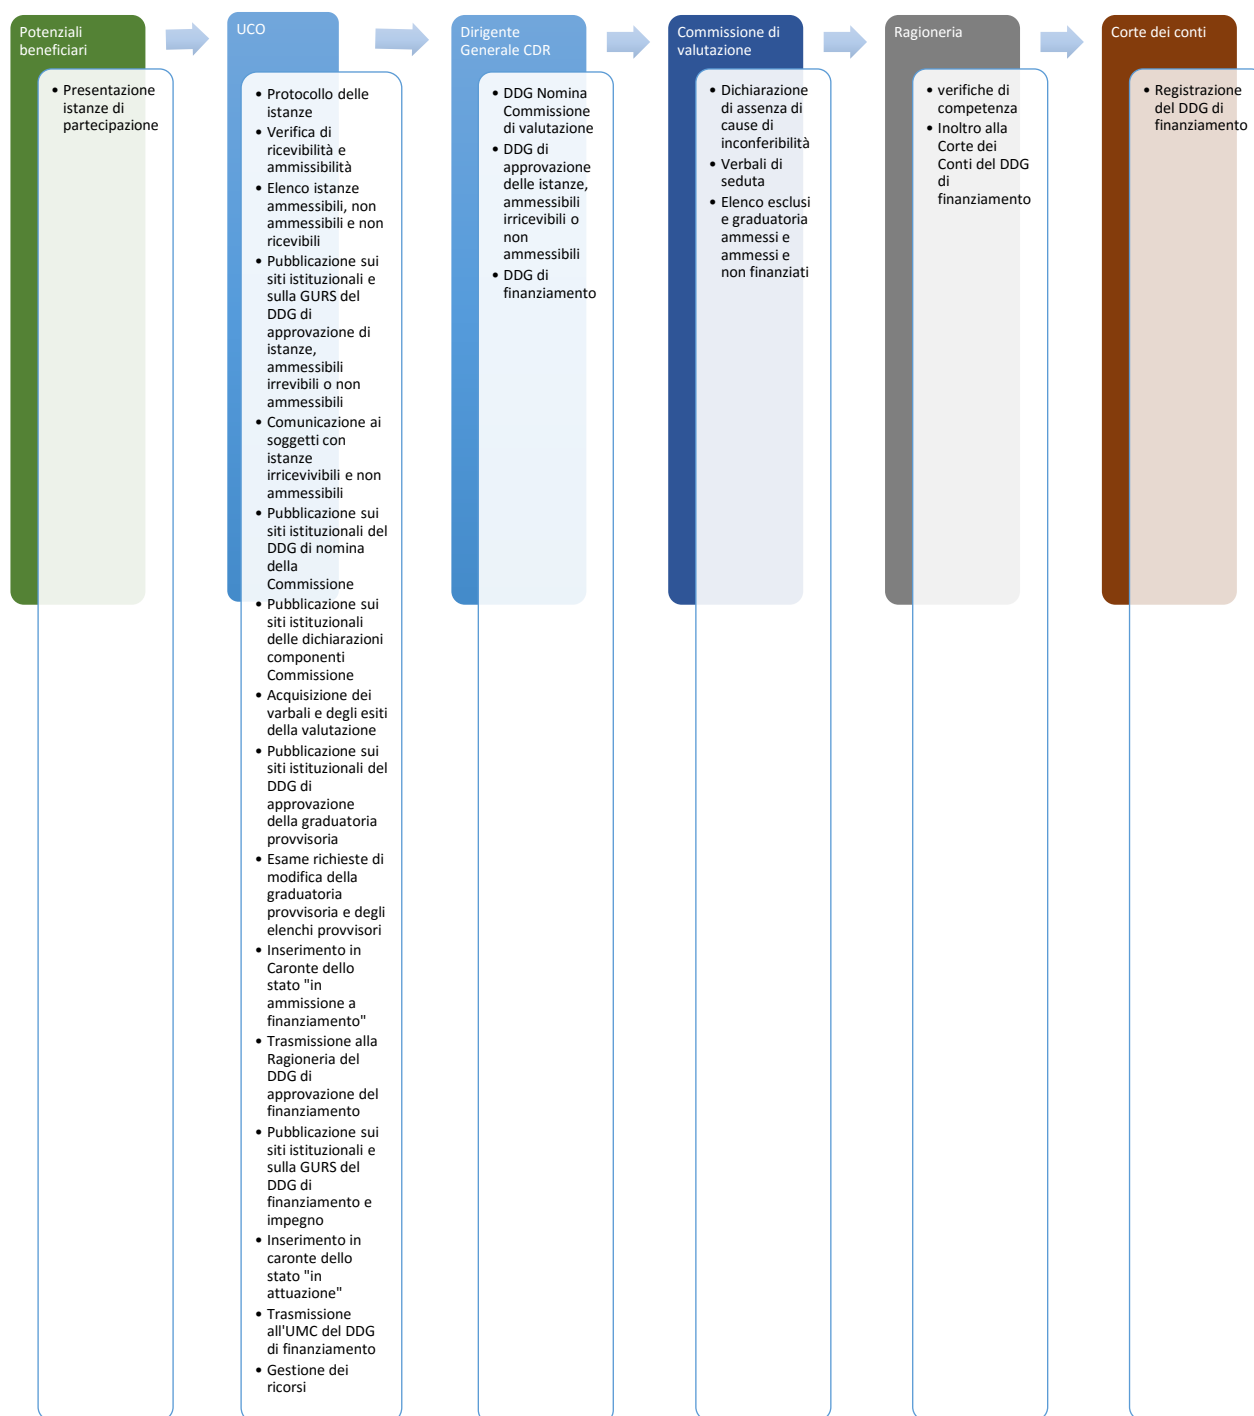 Potenziali
beneficiari
• Presentazione
istanze di
partecipazione
UCO
• Protocollo delle
istanze
• Verifica di
ricevibilità e
ammissibilità
• Elenco istanze
ammessibili, non
ammessibili e non
ricevibili
• Pubblicazione sui
siti istituzionali e
sulla GURS del
DDG di
approvazione di
istanze,
ammessibili
irrevibili o non
ammessibili
• Comunicazione ai
soggetti con
istanze
irricevivibili e non
ammessibili
• Pubblicazione sui
siti istituzionali del
DDG di nomina
della
Commissione
• Pubblicazione sui
siti istituzionali
delle dichiarazioni
componenti
Commissione
• Acquisizione dei
varbali e degli esiti
della valutazione
• Pubblicazione sui
siti istituzionali del
DDG di
approvazione
della graduatoria
provvisoria
• Esame richieste di
modifica della
graduatoria
provvisoria e degli
elenchi provvisori
• Inserimento in
Caronte dello
stato "in
ammissione a
finanziamento"
• Trasmissione alla
Ragioneria del
DDG di
approvazione del
finanziamento
• Pubblicazione sui
siti istituzionali e
sulla GURS del
DDG di
finanziamento e
impegno
• Inserimento in
caronte dello
stato "in
attuazione"
• Trasmissione
all'UMC del DDG
di finanziamento
• Gestione dei
ricorsi
Dirigente
Generale CDR
• DDG Nomina
Commissione
di valutazione
• DDG di
approvazione
delle istanze,
ammessibili
irricevibili o
non
ammessibili
• DDG di
finanziamento
Commissione di
valutazione
• Dichiarazione
di assenza di
cause di
inconferibilità
• Verbali di
seduta
• Elenco esclusi
e graduatoria
ammessi e
ammessi e
non finanziati
Ragioneria
• verifiche di
competenza
• Inoltro alla
Corte dei
Conti del DDG
di
finanziamento
Corte dei conti
• Registrazione
del DDG di
finanziamento